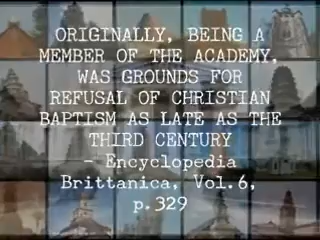 ORIGINALLY, BEING A
MEMBER OF THE ACADEMY,
WAS GROUNDS FOR
REFUSAL OF CHRISTIAN
BAPTISM AS LATE AS THE
THIRD CENTURY
- Encyclopedia
Brittanica, Vol.6,
p.329